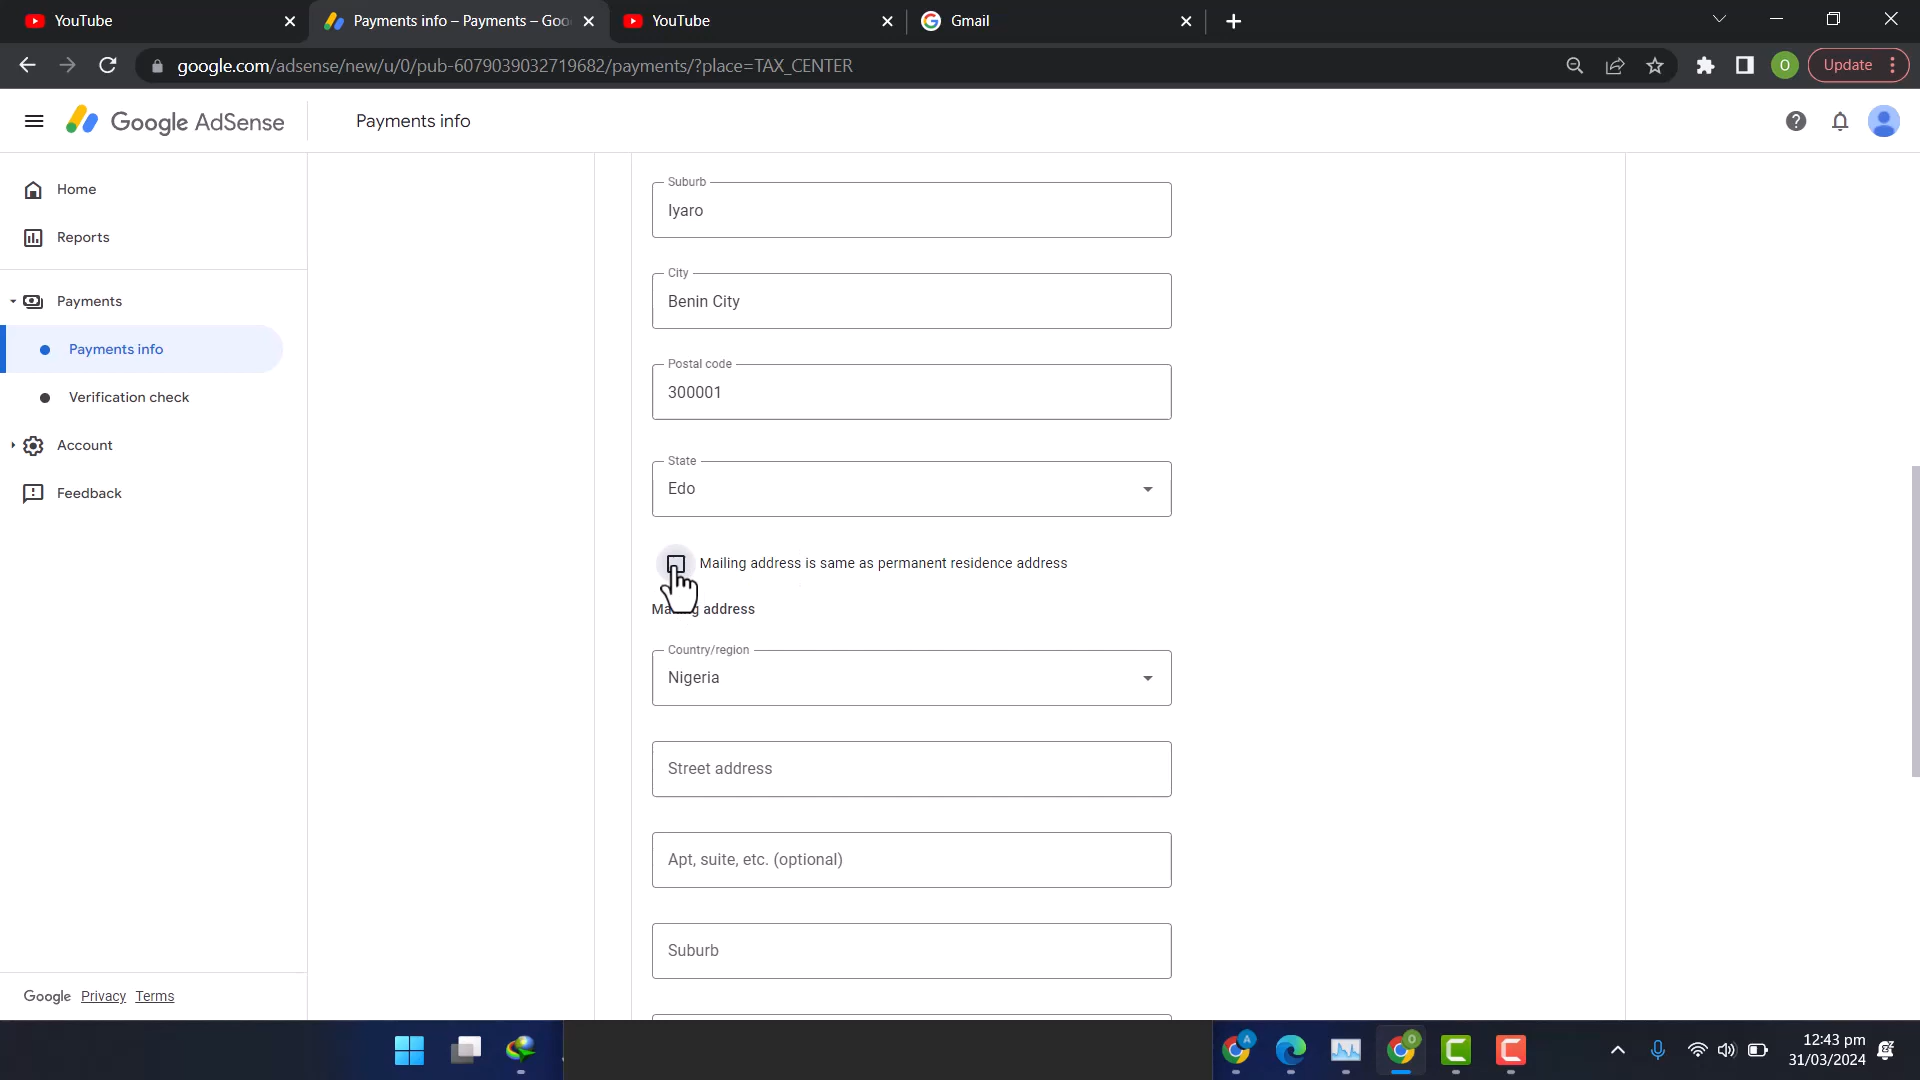 YouTube
Payments info – Payments – Goo
YouTube
Gmail
google.com/adsense/new/u/0/pub-6079039032719682/payments/?place=TAX_CENTER
O
Update
Google AdSense
Payments info
Home
Reports
Payments
Payments info
Verification check
Account
Feedback
Google Privacy Terms
Suburb
Iyaro
City
Benin City
Postal code
300001
State
Edo
Mailing address is same as permanent residence address
Mailing address
Country/region
Nigeria
Street address
Apt, suite, etc. (optional)
Suburb
A
O
12:43 pm
31/03/2024